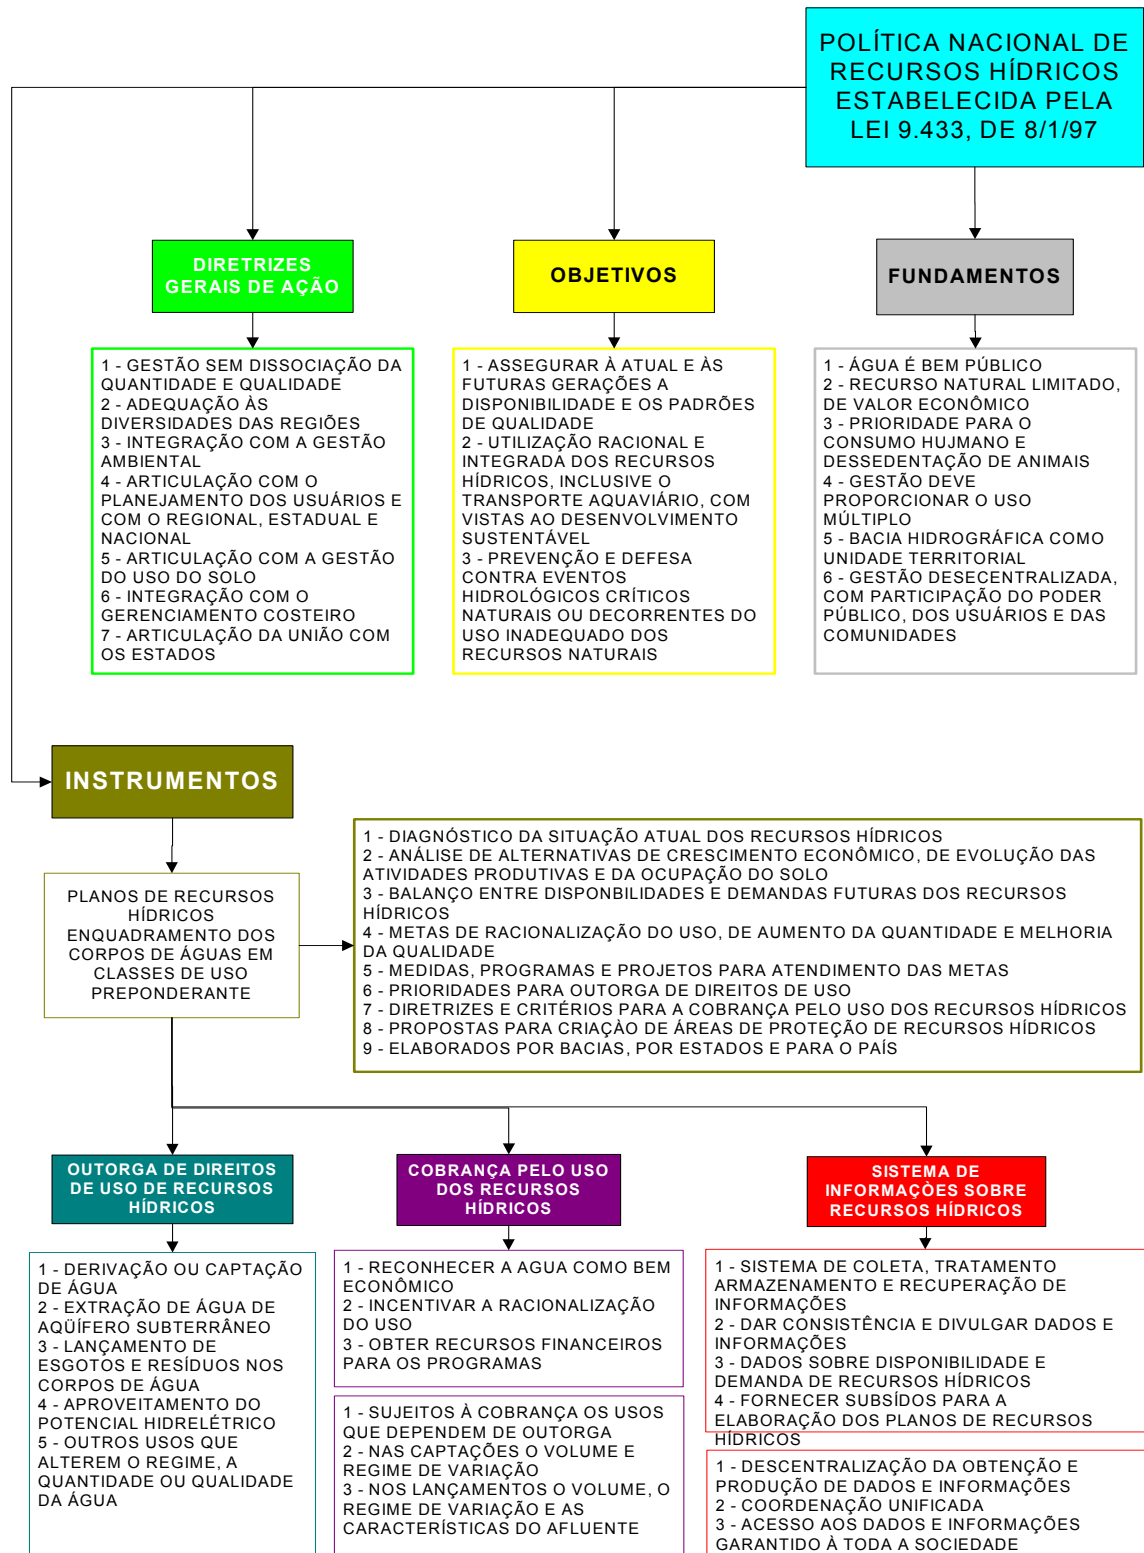 POLÍTICA NACIONAL DE
RECURSOS HÍDRICOS
ESTABELECIDA PELA
LEI 9.433, DE 8/1/97
DIRETRIZES
GERAIS DE AÇÃO
OBJETIVOS
FUNDAMENTOS
1 - GESTÃO SEM DISSOCIAÇÃO DA
QUANTIDADE E QUALIDADE
2 - ADEQUAÇÃO ÀS
DIVERSIDADES DAS REGIÕES
3 - INTEGRAÇÃO COM A GESTÃO
AMBIENTAL
4 - ARTICULAÇÃO COM O
PLANEJAMENTO DOS USUÁRIOS E
COM O REGIONAL, ESTADUAL E
NACIONAL
5 - ARTICULAÇÃO COM A GESTÃO
DO USO DO SOLO
6 - INTEGRAÇÃO COM O
GERENCIAMENTO COSTEIRO
7 - ARTICULAÇÃO DA UNIÃO COM
OS ESTADOS
1 - ASSEGURAR À ATUAL E ÀS
FUTURAS GERAÇÕES A
DISPONIBILIDADE E OS PADRÕES
DE QUALIDADE
2 - UTILIZAÇÃO RACIONAL E
INTEGRADA DOS RECURSOS
HÍDRICOS, INCLUSIVE O
TRANSPORTE AQUAVIÁRIO, COM
VISTAS AO DESENVOLVIMENTO
SUSTENTÁVEL
3 - PREVENÇÃO E DEFESA
CONTRA EVENTOS
HIDROLÓGICOS CRÍTICOS
NATURAIS OU DECORRENTES DO
USO INADEQUADO DOS
RECURSOS NATURAIS
1 - ÁGUA É BEM PÚBLICO
2 - RECURSO NATURAL LIMITADO,
DE VALOR ECONÔMICO
3 - PRIORIDADE PARA O
CONSUMO HUJMANO E
DESSEDENTAÇÃO DE ANIMAIS
4 - GESTÃO DEVE
PROPORCIONAR O USO
MÚLTIPLO
5 - BACIA HIDROGRÁFICA COMO
UNIDADE TERRITORIAL
6 - GESTÃO DESECENTRALIZADA,
COM PARTICIPAÇÃO DO PODER
PÚBLICO, DOS USUÁRIOS E DAS
COMUNIDADES
INSTRUMENTOS
PLANOS DE RECURSOS
HÍDRICOS
ENQUADRAMENTO DOS
CORPOS DE ÁGUAS EM
CLASSES DE USO
PREPONDERANTE
1 - DIAGNÓSTICO DA SITUAÇÃO ATUAL DOS RECURSOS HÍDRICOS
2 - ANÁLISE DE ALTERNATIVAS DE CRESCIMENTO ECONÔMICO, DE EVOLUÇÃO DAS
ATIVIDADES PRODUTIVAS E DA OCUPAÇÃO DO SOLO
3 - BALANÇO ENTRE DISPONBILIDADES E DEMANDAS FUTURAS DOS RECURSOS
HÍDRICOS
4 - METAS DE RACIONALIZAÇÃO DO USO, DE AUMENTO DA QUANTIDADE E MELHORIA
DA QUALIDADE
5 - MEDIDAS, PROGRAMAS E PROJETOS PARA ATENDIMENTO DAS METAS
6 - PRIORIDADES PARA OUTORGA DE DIREITOS DE USO
7 - DIRETRIZES E CRITÉRIOS PARA A COBRANÇA PELO USO DOS RECURSOS HÍDRICOS
8 - PROPOSTAS PARA CRIAÇÀO DE ÁREAS DE PROTEÇÃO DE RECURSOS HÍDRICOS
9 - ELABORADOS POR BACIAS, POR ESTADOS E PARA O PAÍS
OUTORGA DE DIREITOS
DE USO DE RECURSOS
HÍDRICOS
COBRANÇA PELO USO
DOS RECURSOS
HÍDRICOS
SISTEMA DE
INFORMAÇÒES SOBRE
RECURSOS HÍDRICOS
1 - DERIVAÇÃO OU CAPTAÇÃO
DE ÁGUA
2 - EXTRAÇÃO DE ÁGUA DE
AQÜÍFERO SUBTERRÂNEO
3 - LANÇAMENTO DE
ESGOTOS E RESÍDUOS NOS
CORPOS DE ÁGUA
4 - APROVEITAMENTO DO
POTENCIAL HIDRELÉTRICO
5 - OUTROS USOS QUE
ALTEREM O REGIME, A
QUANTIDADE OU QUALIDADE
DA ÁGUA
1 - RECONHECER A AGUA COMO BEM
ECONÔMICO
2 - INCENTIVAR A RACIONALIZAÇÃO
DO USO
3 - OBTER RECURSOS FINANCEIROS
PARA OS PROGRAMAS
1 - SUJEITOS À COBRANÇA OS USOS
QUE DEPENDEM DE OUTORGA
2 - NAS CAPTAÇÕES O VOLUME E
REGIME DE VARIAÇÃO
3 - NOS LANÇAMENTOS O VOLUME, O
REGIME DE VARIAÇÃO E AS
CARACTERÍSTICAS DO AFLUENTE
1 - SISTEMA DE COLETA, TRATAMENTO
ARMAZENAMENTO E RECUPERAÇÃO DE
INFORMAÇÕES
2 - DAR CONSISTÊNCIA E DIVULGAR DADOS E
INFORMAÇÕES
3 - DADOS SOBRE DISPONIBILIDADE E
DEMANDA DE RECURSOS HÍDRICOS
4 - FORNECER SUBSÍDOS PARA A
ELABORAÇÃO DOS PLANOS DE RECURSOS
HÍDRICOS
1 - DESCENTRALIZAÇÃO DA OBTENÇÃO E
PRODUÇÃO DE DADOS E INFORMAÇÕES
2 - COORDENAÇÃO UNIFICADA
3 - ACESSO AOS DADOS E INFORMAÇÕES
GARANTIDO À TODA A SOCIEDADE